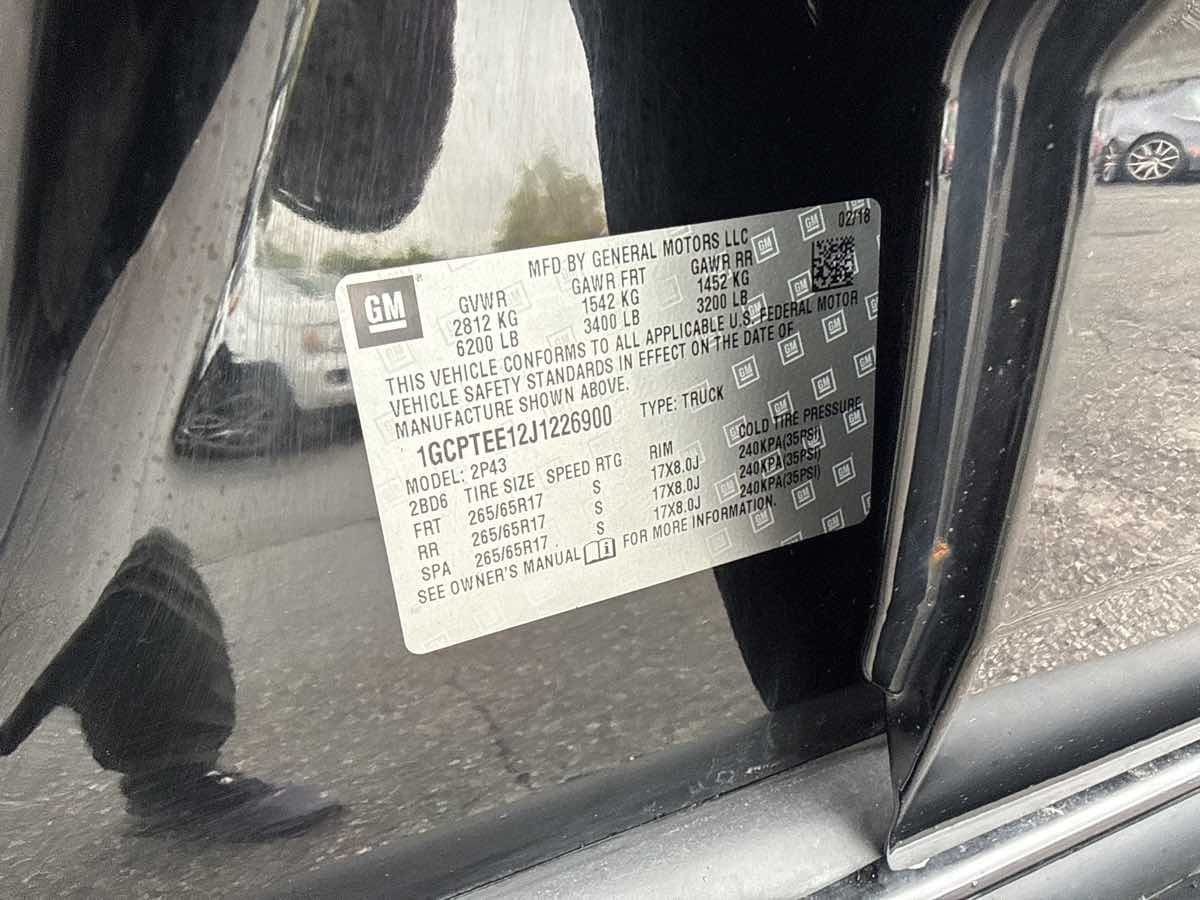 GM
MFD BY GENERAL MOTORS LLC
02/18
GVWR GAWR FRT GAWR RR
2812 KG 1542 KG 1452 KG
6200 LB 3400 LB 3200 LB
THIS VEHICLE CONFORMS TO ALL APPLICABLE U.S. FEDERAL MOTOR
VEHICLE SAFETY STANDARDS IN EFFECT ON THE DATE OF
MANUFACTURE SHOWN ABOVE.
1GCPTEE12J1226900 TYPE: TRUCK
MODEL: 2P43
2BD6 TIRE SIZE SPEED RTG RIM COLD TIRE PRESSURE
FRT 265/65R17 S 17X8.0J 240KPA(35PSI)
RR 265/65R17 S 17X8.0J 240KPA(35PSI)
SPA 265/65R17 S 17X8.0J 240KPA(35PSI)
SEE OWNER'S MANUAL FOR MORE INFORMATION.